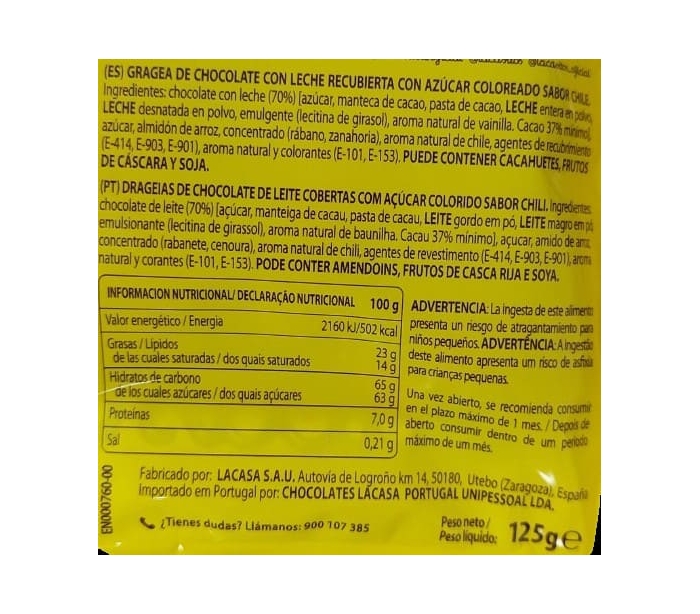 (ES) GRAGEA DE CHOCOLATE CON LECHE RECUBIERTA CON AZÚCAR COLOREADO SABOR CHILE.
Ingredientes: chocolate con leche (70%) [azúcar, manteca de cacao, pasta de cacao, LECHE entera en polvo,
LECHE desnatada en polvo, emulgente (lecitina de girasol), aroma natural de vainilla. Cacao 37% mínimo],
azúcar, almidón de arroz, concentrado (rábano, zanahoria), aroma natural de chile, agentes de recubrimiento
(E-414, E-903, E-901), aroma natural y colorantes (E-101, E-153). PUEDE CONTENER CACAHUETES, FRUTOS
DE CÁSCARA Y SOJA.
(PT) DRAGEIAS DE CHOCOLATE DE LEITE COBERTAS COM AÇÚCAR COLORIDO SABOR CHILI. Ingredientes:
chocolate de leite (70%) [açúcar, manteiga de cacau, pasta de cacau, LEITE gordo em pó, LEITE magro em pó
emulsionante (lecitina de girassol), aroma natural de baunilha. Cacau 37% mínimo], açucar, amido de arroz,
concentrado (rabanete, cenoura), aroma natural de chili, agentes de revestimento (E-414, E-903, E-901), aroma
natural y corantes (E-101, E-153). PODE CONTER AMENDOINS, FRUTOS DE CASCA RIJA E SOYA.
INFORMACION NUTRICIONAL/ DECLARAÇÃO NUTRICIONAL 100 g
Valor energético / Energia 2160 kJ/502 kcal
Grasas / Lípidos 23 g
de las cuales saturadas / dos quais saturados 14 g
Hidratos de carbono 65 g
de los cuales azúcares / dos quais açúcares 63 g
Proteínas 7,0 g
Sal 0,21 g
ADVERTENCIA: La ingesta de este alimento
presenta un riesgo de atragantamiento para
niños pequeños. ADVERTÊNCIA: A ingestão
deste alimento apresenta um risco de asfixia
para crianças pequenas.
Una vez abierto, se recomienda consumir
en el plazo máximo de 1 mes. / Depois de
aberto consumir dentro de um período
máximo de um mês.
Fabricado por: LACASA S.A.U. Autovía de Logroño km 14, 50180, Utebo (Zaragoza), España
Importado em Portugal por: CHOCOLATES LACASA PORTUGAL UNIPESSOAL LDA.
EN000760-00
¿Tienes dudas? Llámanos: 900 107 385
Peso neto /
Peso líquido: 125g e